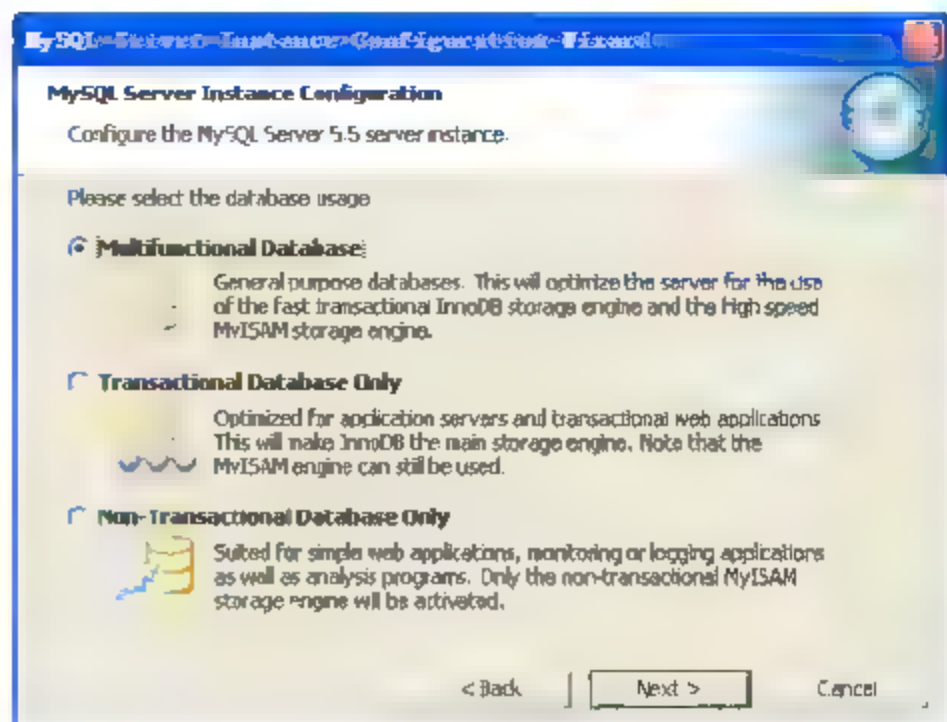 MySQL Server Instance Configuration Wizard
MySQL Server Instance Configuration
Configure the MySQL Server 5.5 server instance.
Please select the database usage
Multifunctional Database
General purpose databases. This will optimize the server for the use
of the fast transactional InnoDB storage engine and the high speed
MyISAM storage engine.
Transactional Database Only
Optimized for application servers and transactional web applications
This will make InnoDB the main storage engine. Note that the
MyISAM engine can still be used.
Non-Transactional Database Only
Suited for simple web applications, monitoring or logging applications
as well as analysis programs. Only the non-transactional MyISAM
storage engine will be activated.
< Back
Next >
Cancel